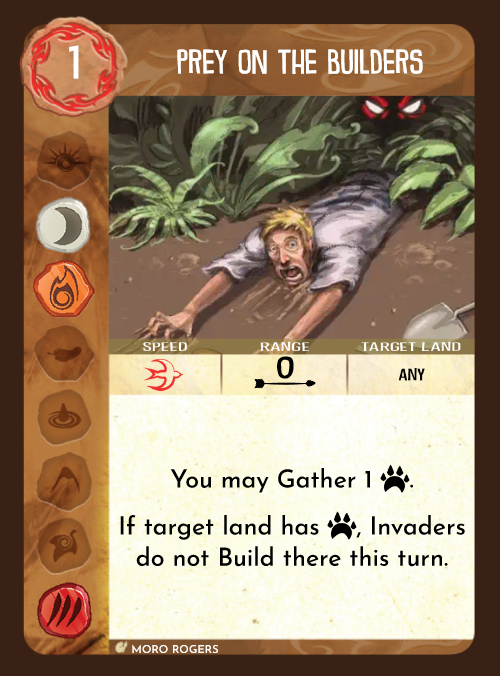 1
PREY ON THE BUILDERS
SPEED RANGE TARGET LAND
0 ANY
You may Gather 1 .
If target land has , Invaders
do not Build there this turn.
MORO ROGERS